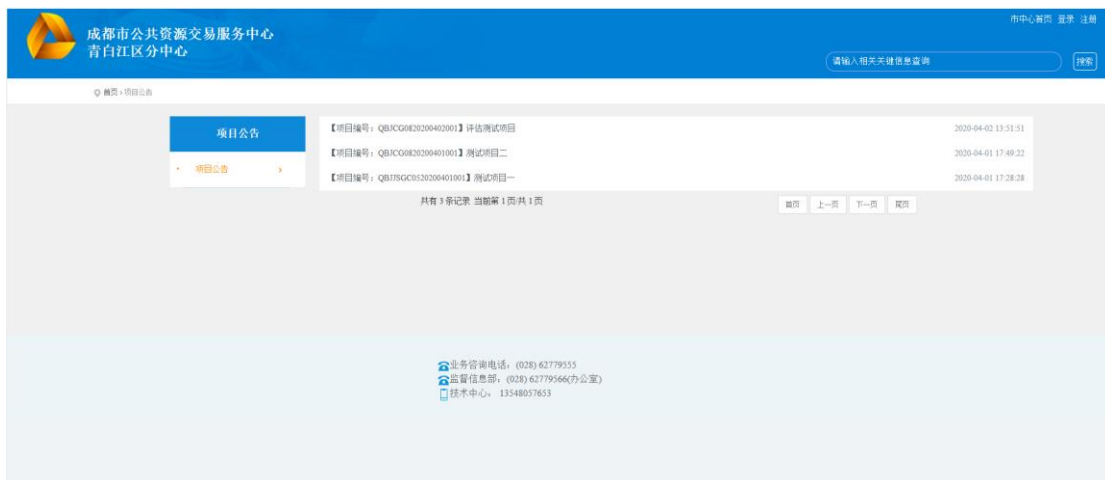 市中心首页 登录 注册
成都市公共资源交易服务中心
青白江区分中心
请输入相关关键信息查询
搜索
首页 › 项目公告
项目公告
项目公告 ›
【项目编号：QBJCG0820200402001】评估测试项目 2020-04-02 13:51:51
【项目编号：QBJCG0820200401001】测试项目二 2020-04-01 17:49:22
【项目编号：QBJJSGC0520200401001】测试项目一 2020-04-01 17:28:28
共有 3 条记录 当前第 1 页/共 1 页
首页 上一页 下一页 尾页
业务咨询电话：(028) 62779555
监督信息部：(028) 62779566(办公室)
技术中心：13548057653